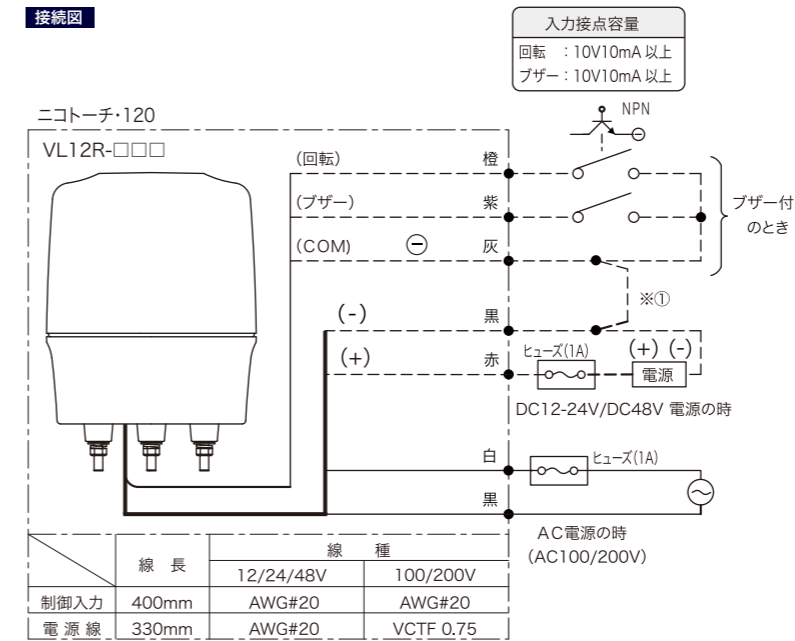 接続図
入力接点容量
回転 ：10V10mA 以上
ブザー：10V10mA 以上
NPN
ニコトーチ・120
VL12R-□□□
(回転) 橙
(ブザー) 紫
(COM) ⊖ 灰
ブザー付
のとき
※①
(-) 黒
(+) 赤
ヒューズ(1A)
(+) (-)
電源
DC12-24V/DC48V 電源の時
白
ヒューズ(1A)
黒
AC電源の時
(AC100/200V)
線 長 線 種
12/24/48V 100/200V
制御入力 400mm AWG#20 AWG#20
電 源 線 330mm AWG#20 VCTF 0.75